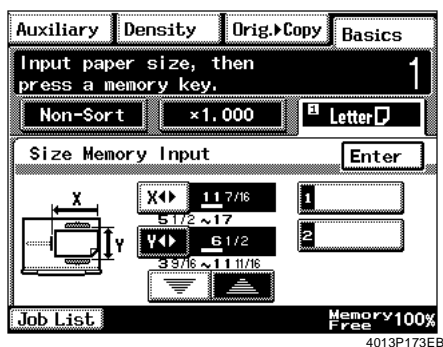 Auxiliary Density Orig.▸Copy Basics
Input paper size, then 1
press a memory key.
Non-Sort ×1.000 1 Letter
Size Memory Input Enter
X X◂▸ 11 7/16 1
5 1/2 ~17
Y Y◂▸ 6 1/2 2
3 9/16 ~11 11/16
Job List Memory Free 100%
4013P173EB